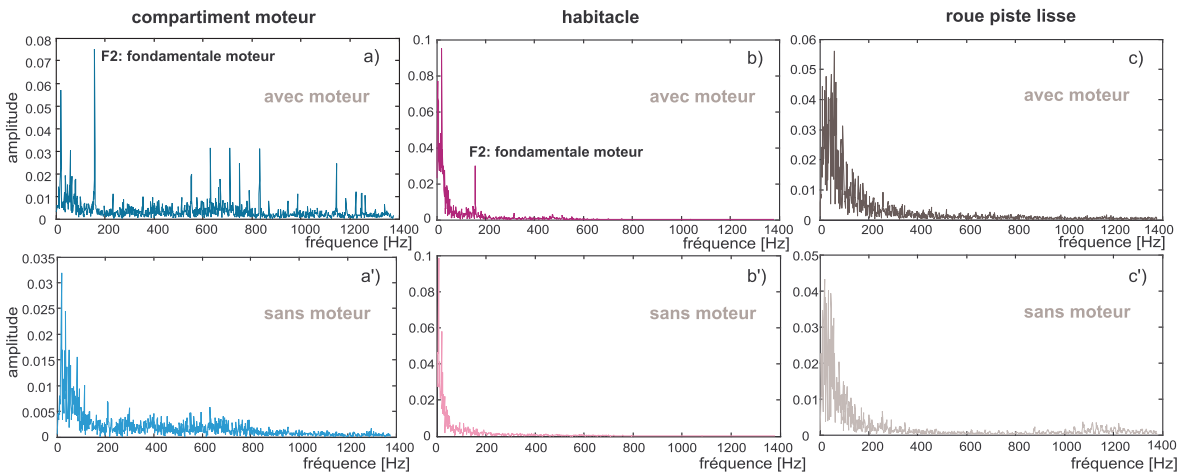 compartiment moteur
habitacle
roue piste lisse
0.08
0.07
0.06
0.05
0.04
0.03
0.02
0.01
0
amplitude
F2: fondamentale moteur
a)
avec moteur
0 200 400 600 800 1000 1200 1400
fréquence [Hz]
0.1
0.08
0.06
0.04
0.02
0
b)
avec moteur
F2: fondamentale moteur
0 200 400 600 800 1000 1200 1400
fréquence [Hz]
0.06
0.05
0.04
0.03
0.02
0.01
0
c)
avec moteur
0 200 400 600 800 1000 1200 1400
fréquence [Hz]
0.035
0.03
0.025
0.02
0.015
0.01
0.005
0
amplitude
a')
sans moteur
0 200 400 600 800 1000 1200 1400
fréquence [Hz]
0.1
0.08
0.06
0.04
0.02
0
b')
sans moteur
0 200 400 600 800 1000 1200 1400
fréquence [Hz]
0.05
0.04
0.03
0.02
0.01
0
c')
sans moteur
0 200 400 600 800 1000 1200 1400
fréquence [Hz]